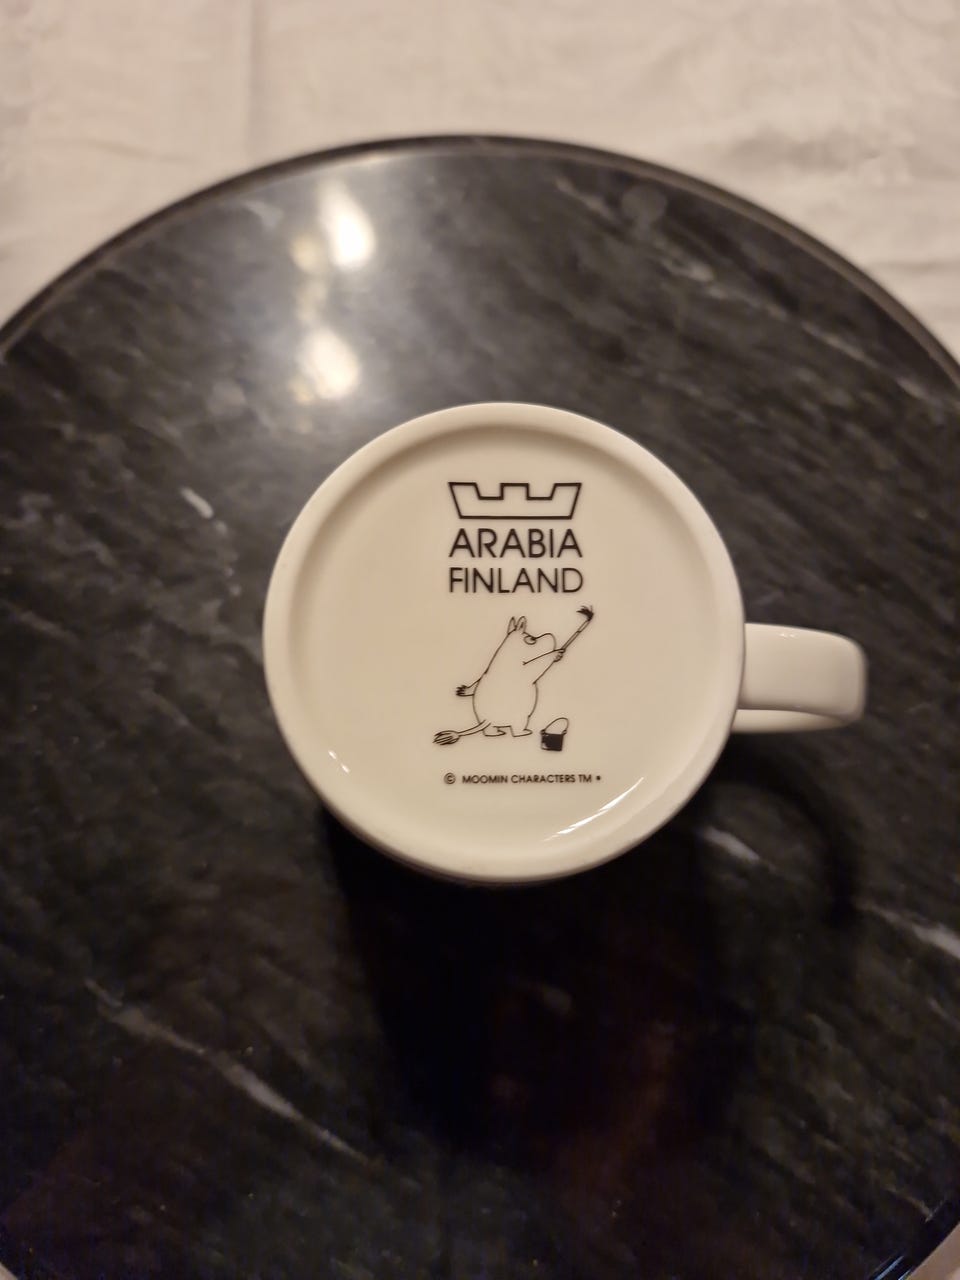 ARABIA
FINLAND
© MOOMIN CHARACTERS TM •